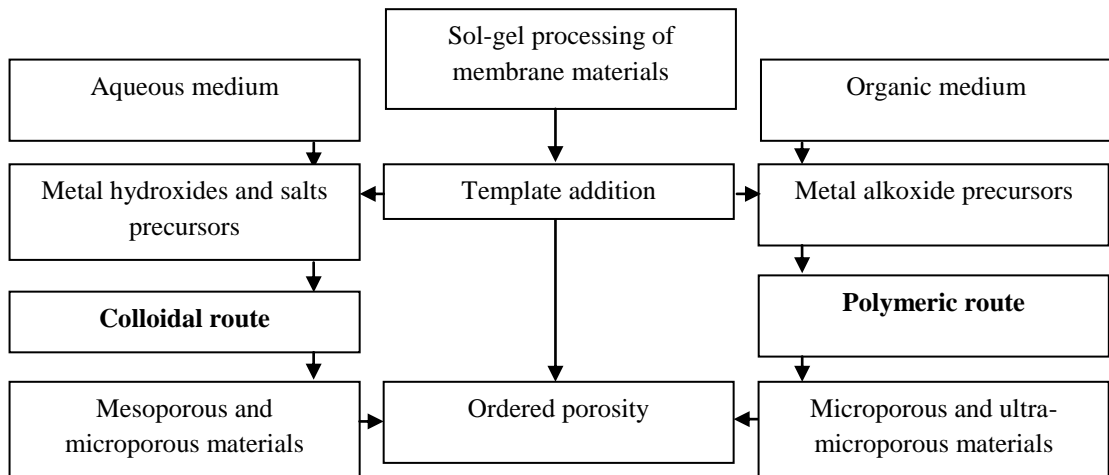 Sol-gel processing of
membrane materials
Aqueous medium
Organic medium
Metal hydroxides and salts
precursors
Template addition
Metal alkoxide precursors
Colloidal route
Polymeric route
Mesoporous and
microporous materials
Ordered porosity
Microporous and ultra-
microporous materials